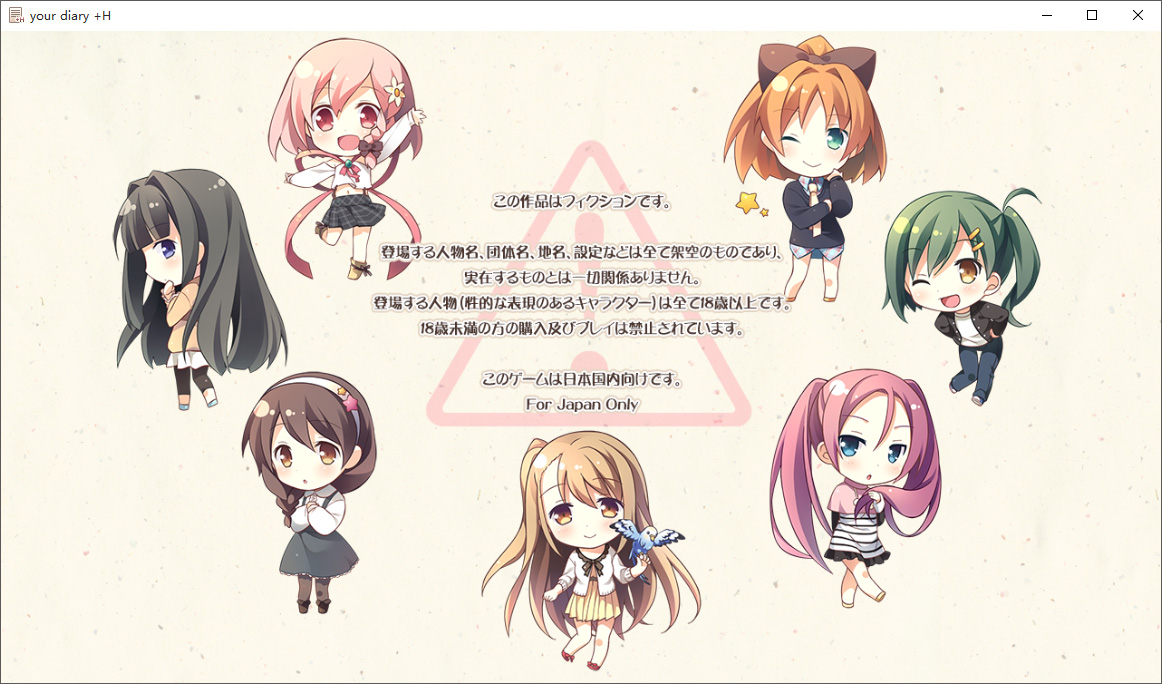 your diary +H
この作品はフィクションです。
登場する人物名、団体名、地名、設定などは全て架空のものであり、
実在するものとは一切関係ありません。
登場する人物(性的な表現のあるキャラクター)は全て18歳以上です。
18歳未満の方の購入及びプレイは禁止されています。
このゲームは日本国内向けです。
For Japan Only